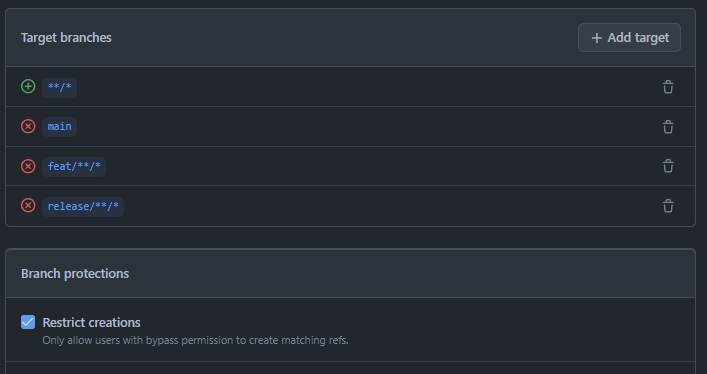 Target branches
+ Add target
**/*
main
feat/**/*
release/**/*
Branch protections
Restrict creations
Only allow users with bypass permission to create matching refs.